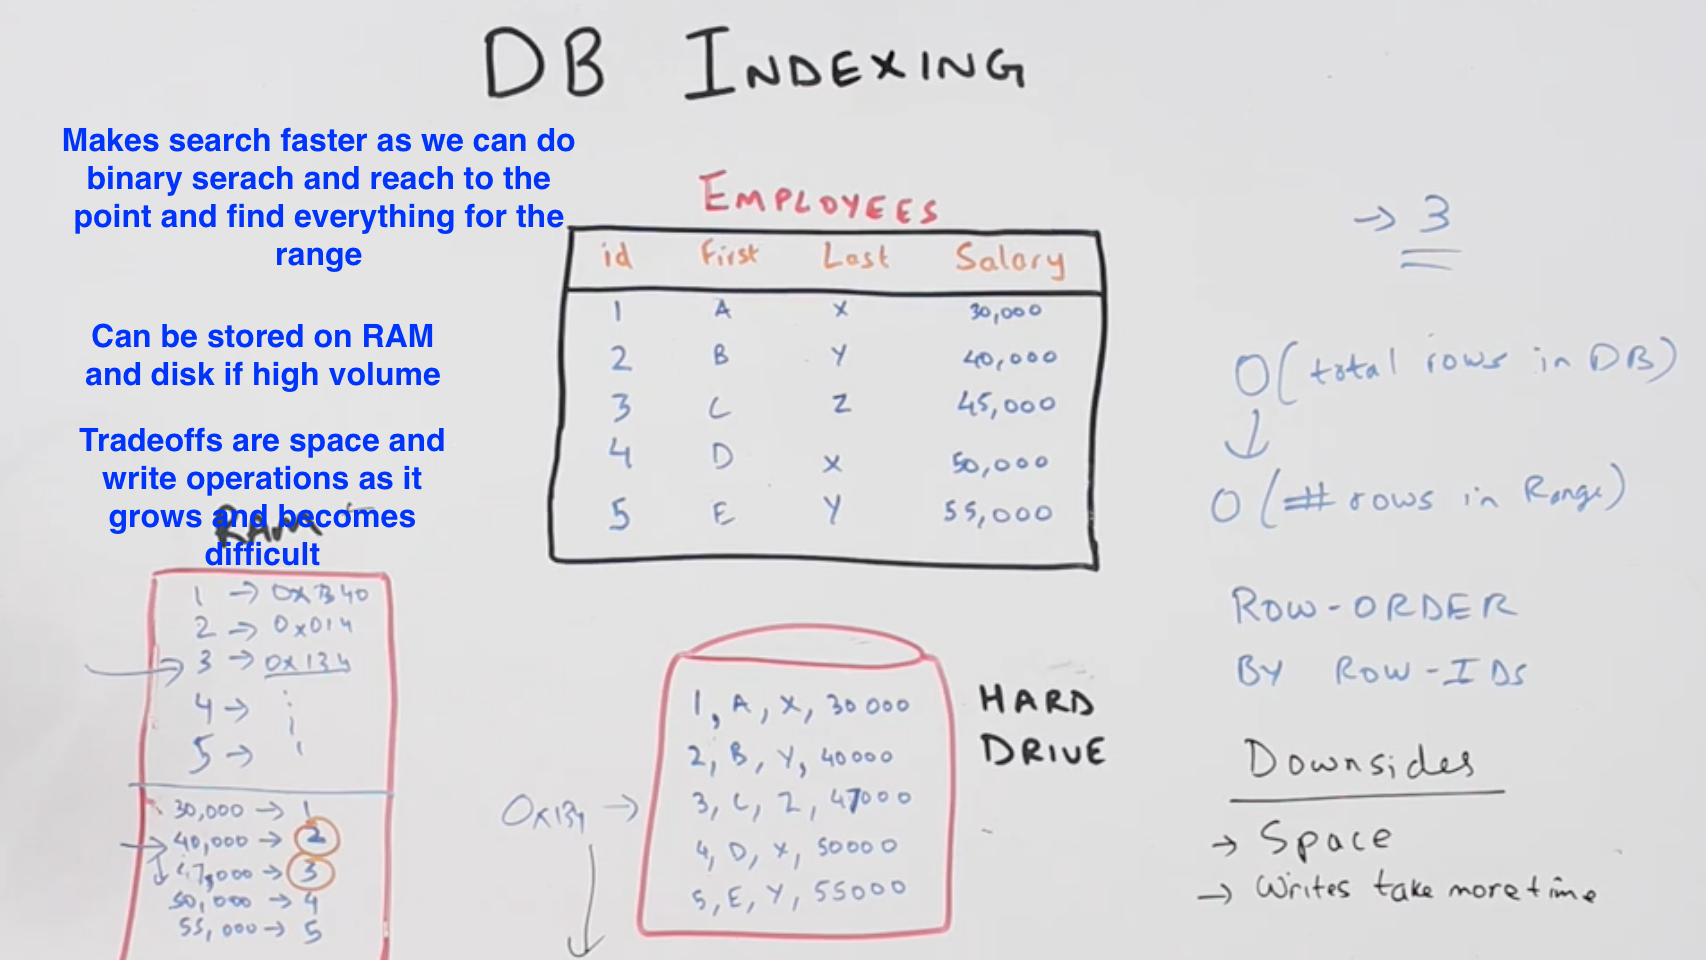 DB INDEXING
Makes search faster as we can do
binary serach and reach to the
point and find everything for the
range
Can be stored on RAM
and disk if high volume
Tradeoffs are space and
write operations as it
grows and becomes
difficult
EMPLOYEES
id First Last Salary
1 A X 30,000
2 B Y 40,000
3 C Z 45,000
4 D X 50,000
5 E Y 55,000
→ 3
O(total rows in DB)
↓
O(# rows in Range)
ROW-ORDER
BY ROW-IDS
Downsides
→ Space
→ Writes take more time
RAM
1 → 0xB40
2 → 0x014
3 → 0x134
4 →
5 →
30,000 → 1
40,000 → 2
47,000 → 3
50,000 → 4
55,000 → 5
HARD
DRIVE
1, A, X, 30000
2, B, Y, 40000
3, C, Z, 47000
4, D, X, 50000
5, E, Y, 55000
0x134 →